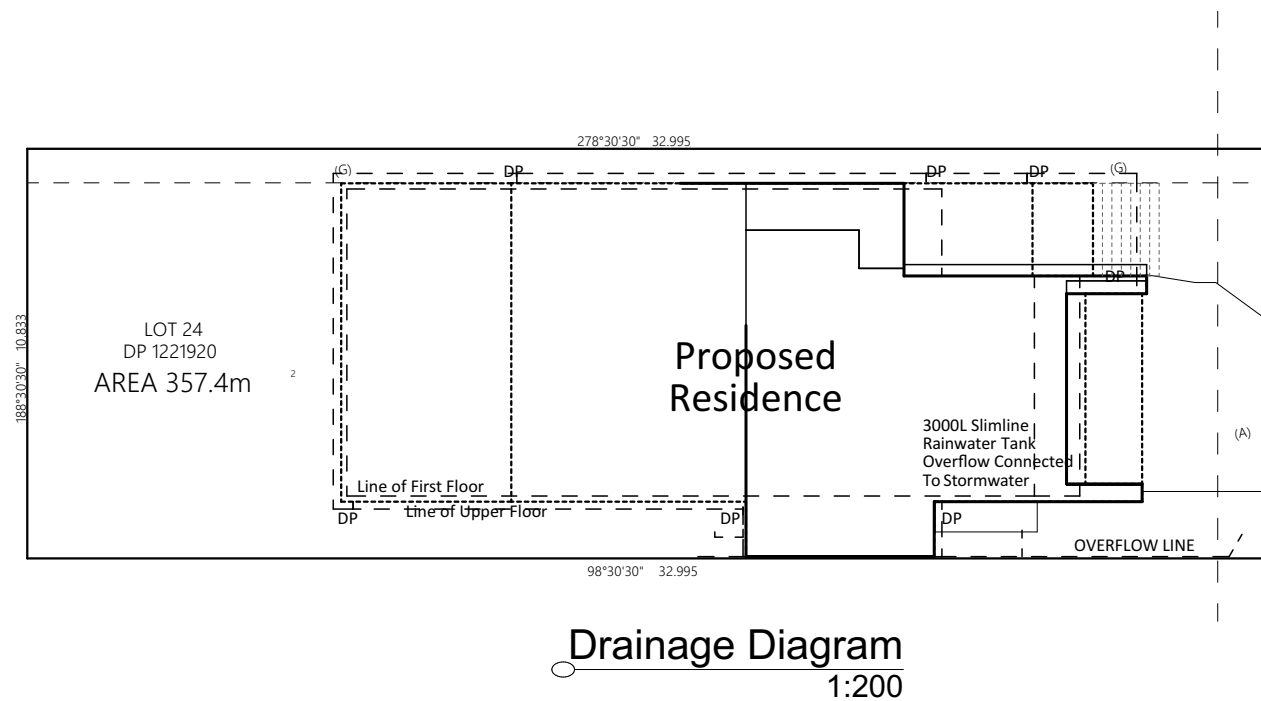 278°30'30" 32.995
(G)
DP
DP
DP
(G)
DP
188°30'30" 10.833
LOT 24
DP 1221920
AREA 357.4m
2
Proposed
Residence
3000L Slimline
Rainwater Tank
Overflow Connected
To Stormwater
(A)
Line of First Floor
Line of Upper Floor
DP
DP
DP
OVERFLOW LINE
98°30'30" 32.995
Drainage Diagram
1:200